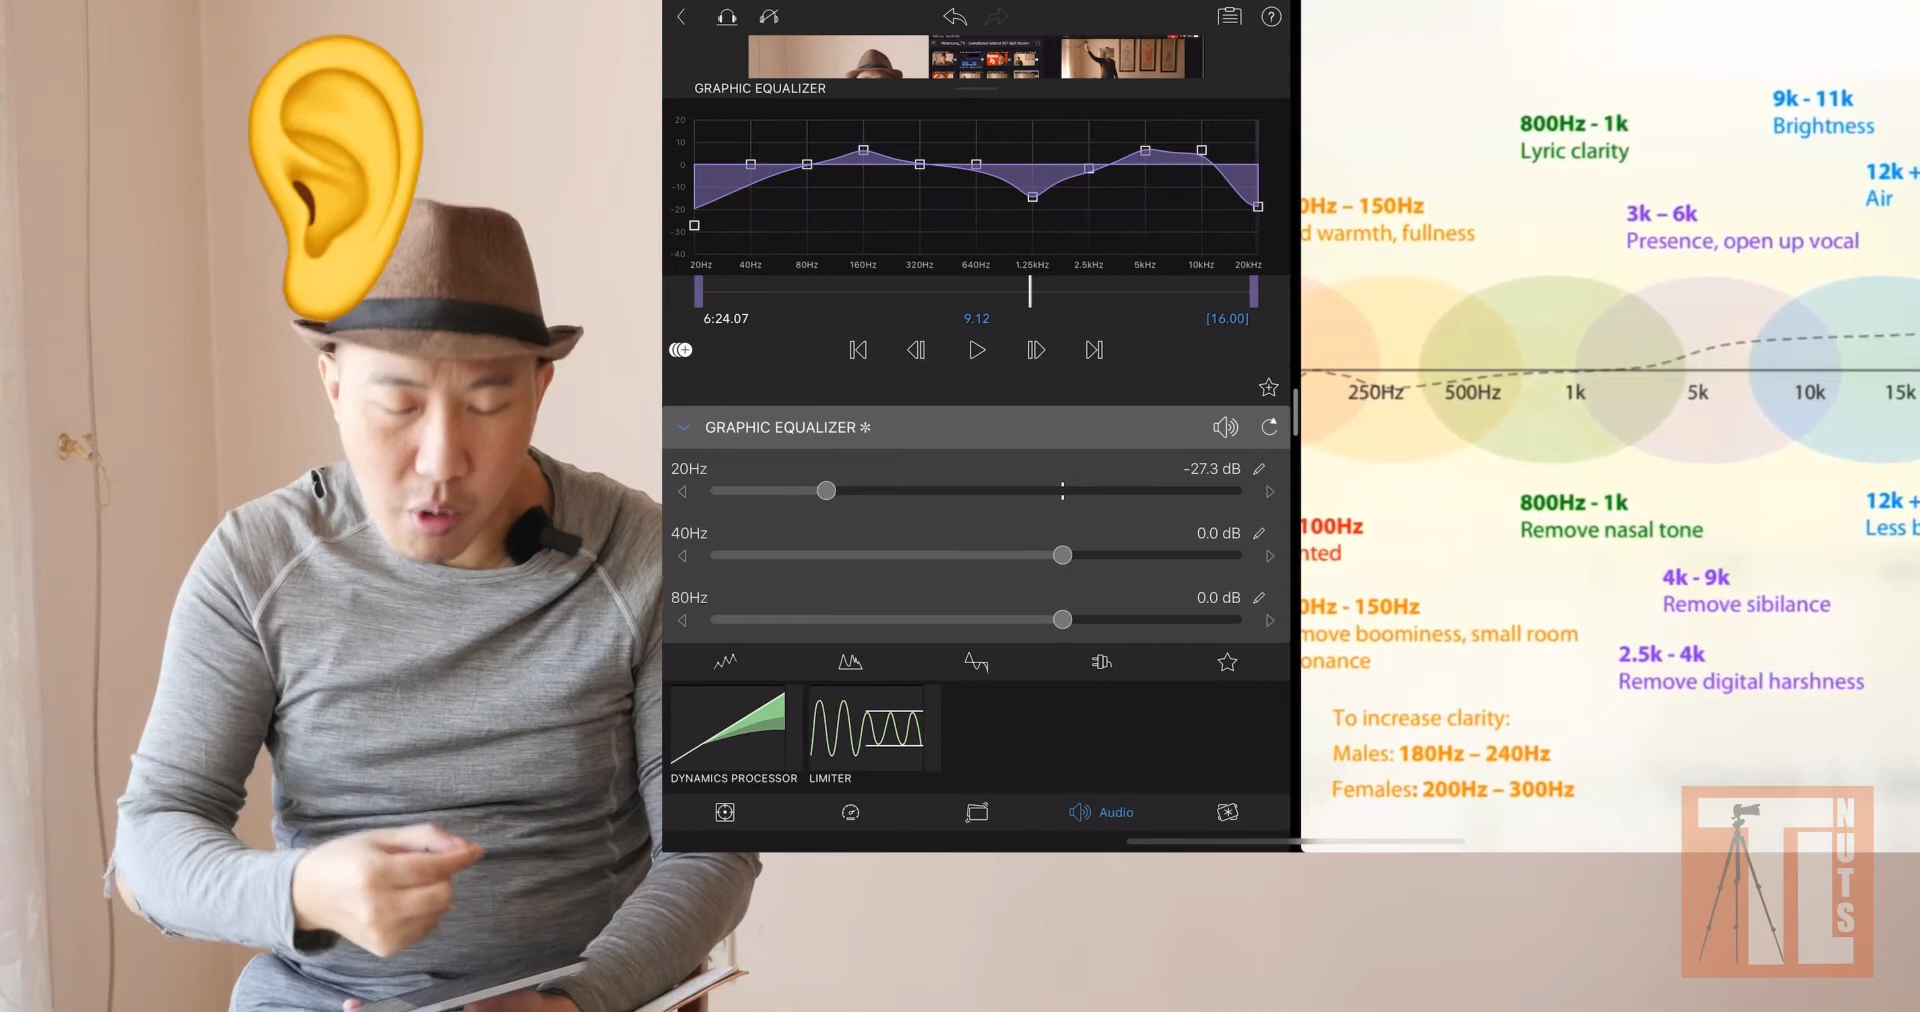 GRAPHIC EQUALIZER
20
10
0
-10
-20
-30
-40
20Hz
40Hz
80Hz
160Hz
320Hz
640Hz
1.25kHz
2.5kHz
5kHz
10kHz
20kHz
6:24.07
9.12
[16.00]
GRAPHIC EQUALIZER
20Hz
-27.3 dB
40Hz
0.0 dB
80Hz
0.0 dB
DYNAMICS PROCESSOR
LIMITER
Audio
9k - 11k
Brightness
800Hz - 1k
Lyric clarity
12k +
Air
0Hz – 150Hz
d warmth, fullness
3k – 6k
Presence, open up vocal
250Hz
500Hz
1k
5k
10k
15k
100Hz
nted
800Hz - 1k
Remove nasal tone
12k +
Less b
4k - 9k
Remove sibilance
0Hz - 150Hz
move boominess, small room
onance
2.5k - 4k
Remove digital harshness
To increase clarity:
Males: 180Hz – 240Hz
Females: 200Hz – 300Hz
NUTS